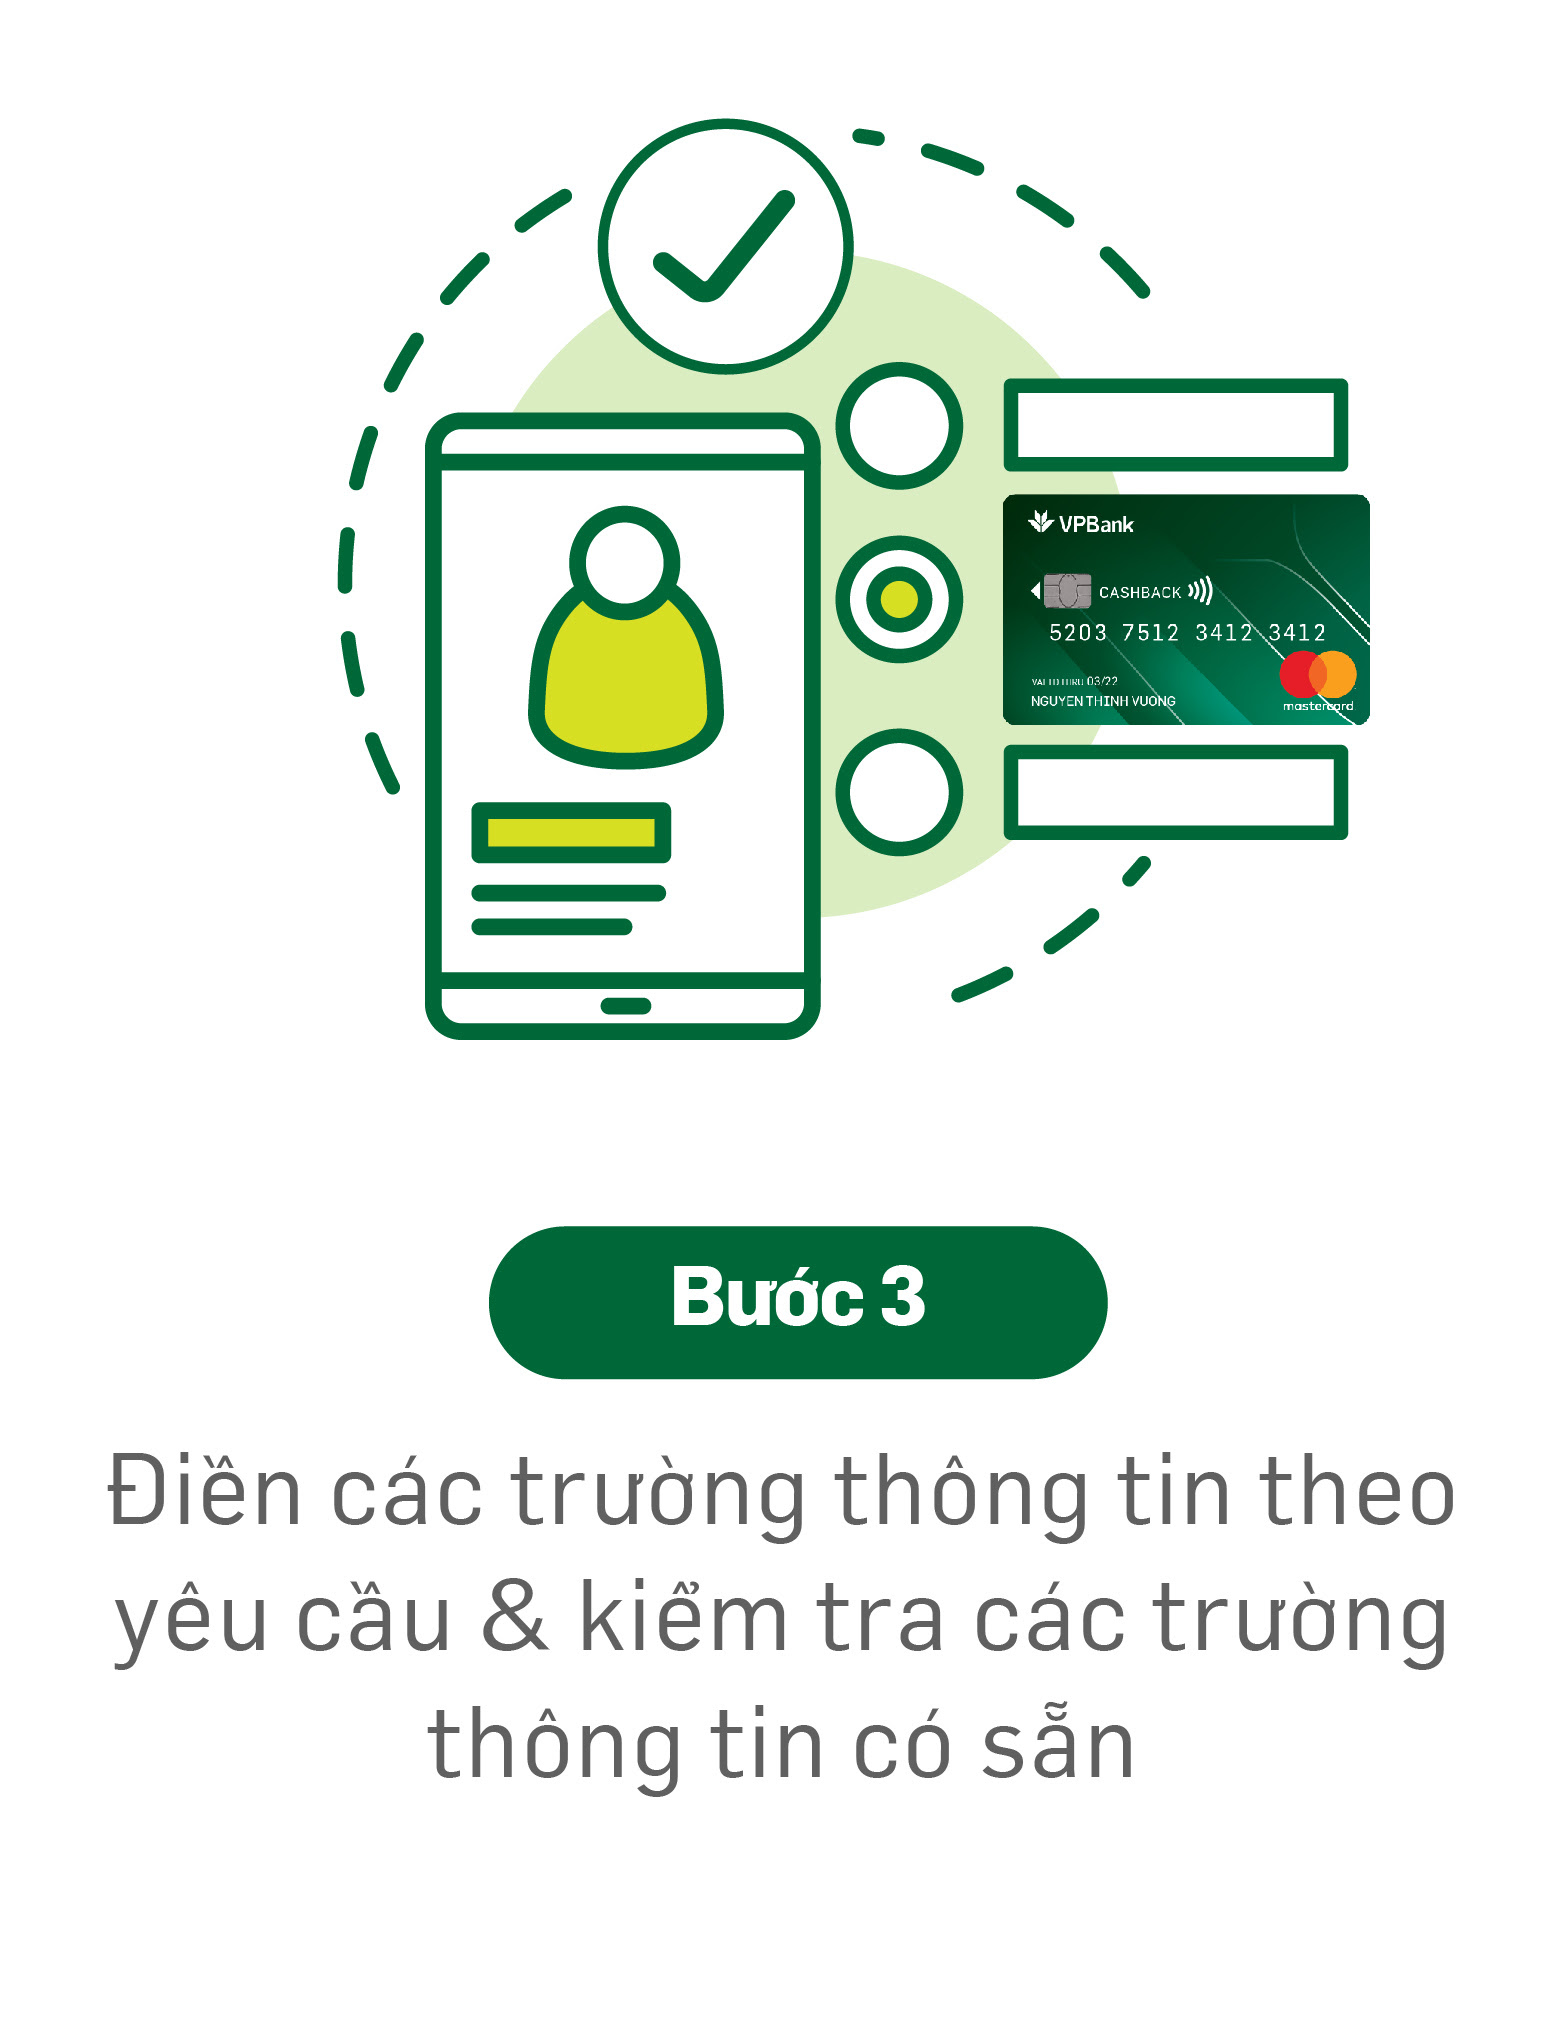 VPBank
CASHBACK
5203 7512 3412 3412
VALID THRU 03/22
NGUYEN THINH VUONG
mastercard
Bước 3
Điền các trường thông tin theo
yêu cầu & kiểm tra các trường
thông tin có sẵn